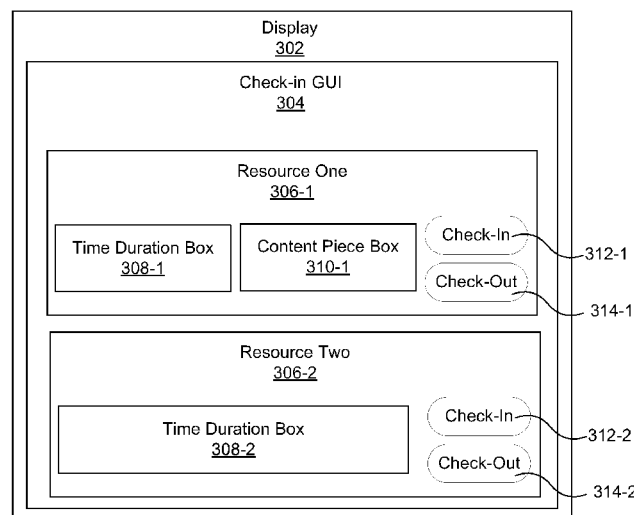 Display
302
Check-in GUI
304
Resource One
306-1
Time Duration Box
308-1
Content Piece Box
310-1
Check-In
312-1
Check-Out
314-1
Resource Two
306-2
Time Duration Box
308-2
Check-In
312-2
Check-Out
314-2